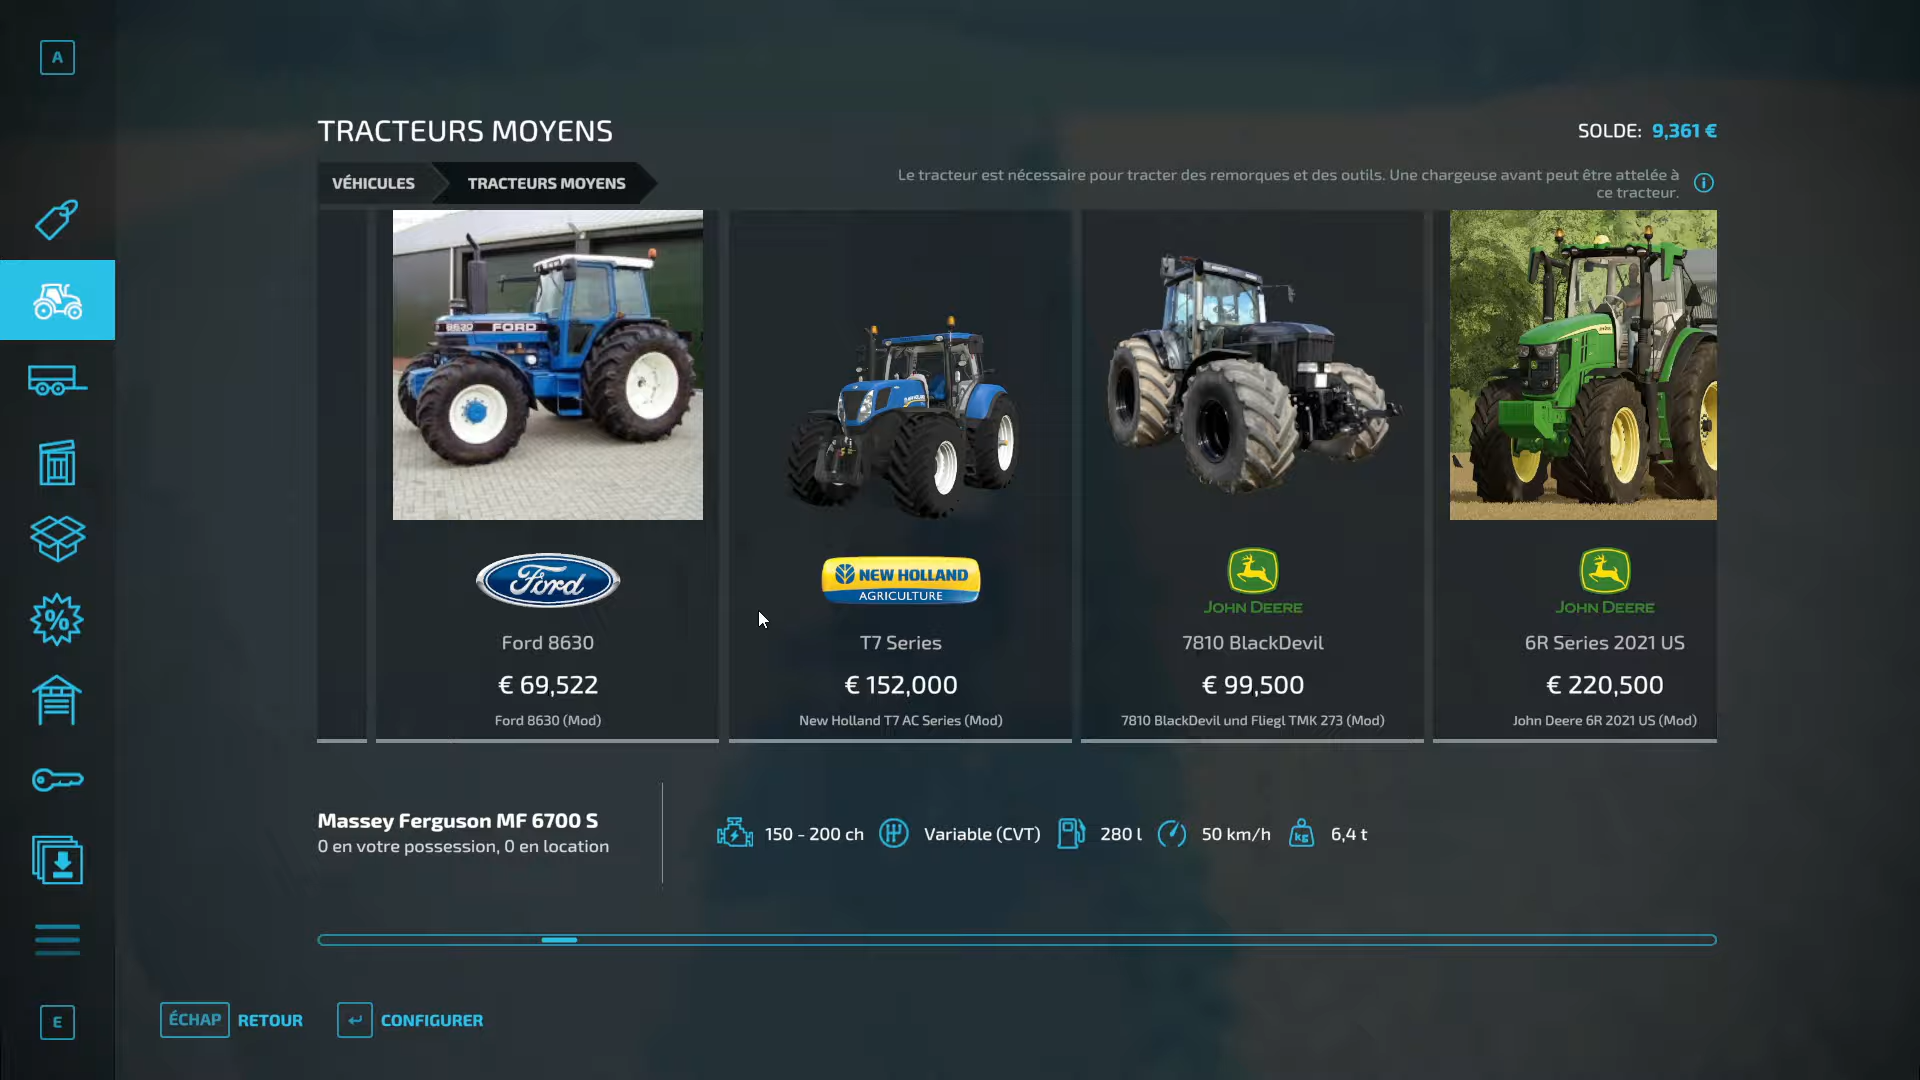 A
TRACTEURS MOYENS
SOLDE: 9,361 €
VÉHICULES
TRACTEURS MOYENS
Le tracteur est nécessaire pour tracter des remorques et des outils. Une chargeuse avant peut être attelée à
ce tracteur.
8630 FORD
Ford
NEW HOLLAND
AGRICULTURE
JOHN DEERE
JOHN DEERE
Ford 8630
T7 Series
7810 BlackDevil
6R Series 2021 US
€ 69,522
€ 152,000
€ 99,500
€ 220,500
Ford 8630 (Mod)
New Holland T7 AC Series (Mod)
7810 BlackDevil und Fliegl TMK 273 (Mod)
John Deere 6R 2021 US (Mod)
Massey Ferguson MF 6700 S
0 en votre possession, 0 en location
150 - 200 ch
Variable (CVT)
280 l
50 km/h
kg
6,4 t
%
E
ÉCHAP RETOUR
CONFIGURER